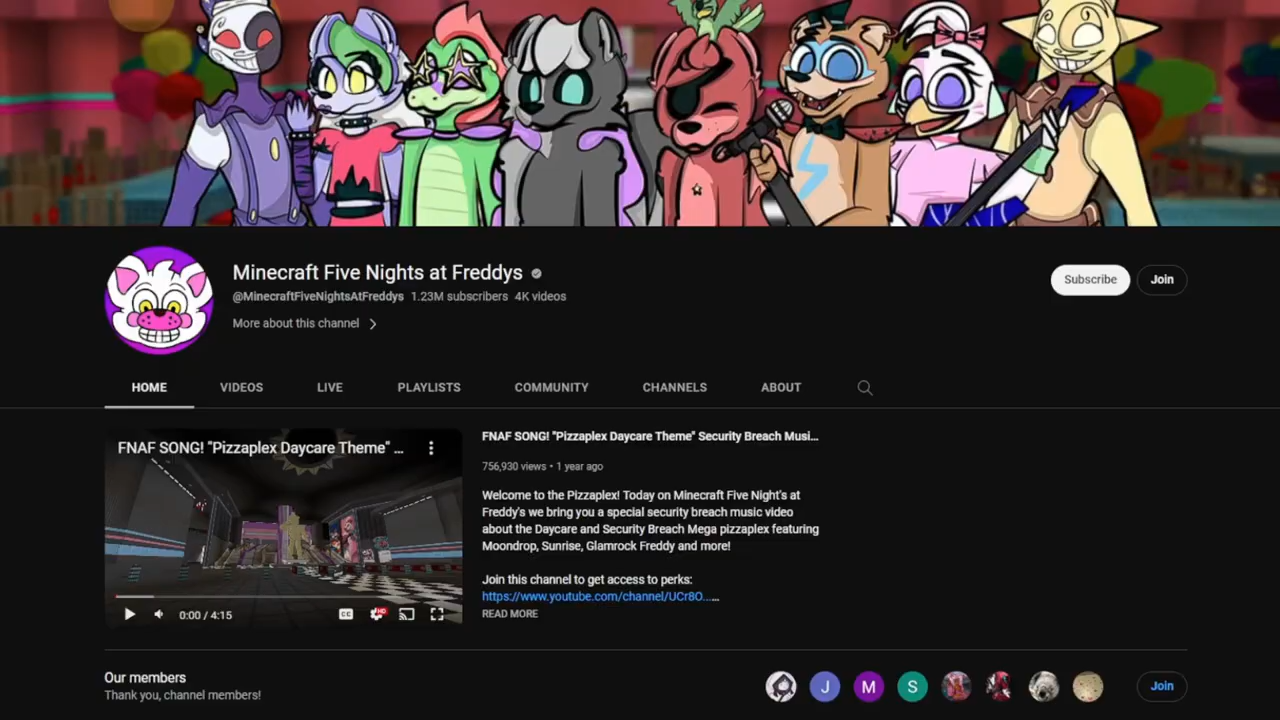 Minecraft Five Nights at Freddys
@MinecraftFiveNightsAtFreddys 1.23M subscribers 4K videos
More about this channel
Subscribe
Join
HOME VIDEOS LIVE PLAYLISTS COMMUNITY CHANNELS ABOUT
FNAF SONG! "Pizzaplex Daycare Theme" ...
0:00 / 4:15
CC
HD
FNAF SONG! "Pizzaplex Daycare Theme" Security Breach Musi...
756,930 views • 1 year ago
Welcome to the Pizzaplex! Today on Minecraft Five Night's at
Freddy's we bring you a special security breach music video
about the Daycare and Security Breach Mega pizzaplex featuring
Moondrop, Sunrise, Glamrock Freddy and more!
Join this channel to get access to perks:
https://www.youtube.com/channel/UCr8O......
READ MORE
Our members
Thank you, channel members!
J
M
S
Join